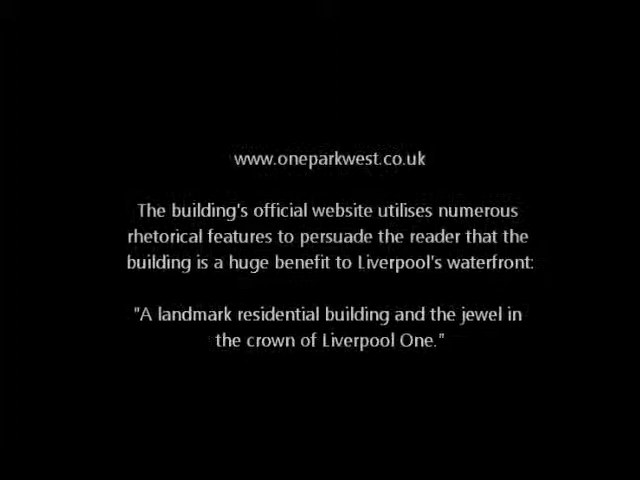 www.oneparkwest.co.uk
The building's official website utilises numerous
rhetorical features to persuade the reader that the
building is a huge benefit to Liverpool's waterfront:
"A landmark residential building and the jewel in
the crown of Liverpool One."